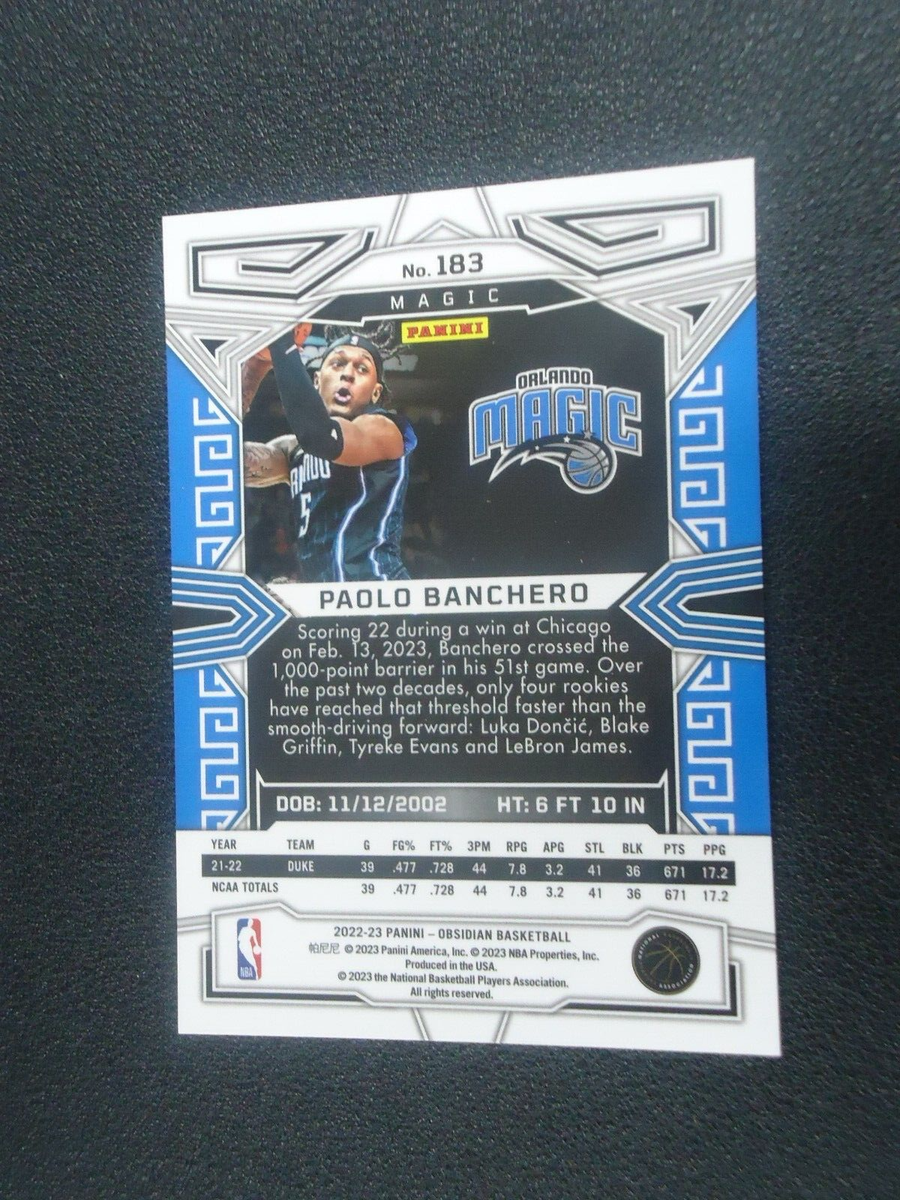 No. 183
MAGIC
PANINI
ORLANDO
MAGIC
5
PAOLO BANCHERO
Scoring 22 during a win at Chicago
on Feb. 13, 2023, Banchero crossed the
1,000-point barrier in his 51st game. Over
the past two decades, only four rookies
have reached that threshold faster than the
smooth-driving forward: Luka Dončić, Blake
Griffin, Tyreke Evans and LeBron James.
DOB: 11/12/2002 HT: 6 FT 10 IN
YEAR TEAM G FG% FT% 3PM RPG APG STL BLK PTS PPG
21-22 DUKE 39 .477 .728 44 7.8 3.2 41 36 671 17.2
NCAA TOTALS 39 .477 .728 44 7.8 3.2 41 36 671 17.2
2022-23 PANINI – OBSIDIAN BASKETBALL
帕尼尼 © 2023 Panini America, Inc. © 2023 NBA Properties, Inc.
Produced in the USA.
© 2023 the National Basketball Players Association.
All rights reserved.
NBA